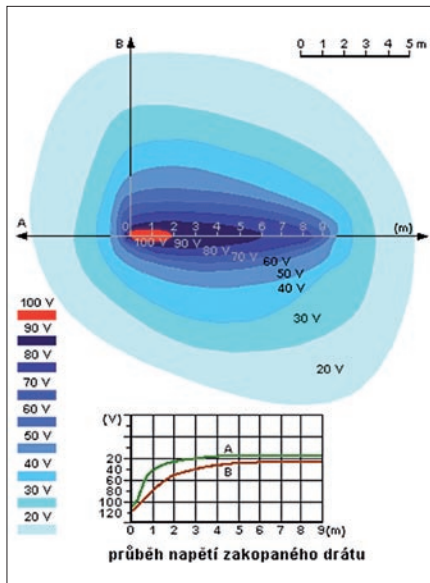 B
0 1 2 3 4 5 m
A
0 1 2 3 4 5 6 7 8 9
(m)
100 V 90 V 80 V 70 V 60 V
50 V
40 V
30 V
20 V
100 V
90 V
80 V
70 V
60 V
50 V
40 V
30 V
20 V
(V)
20
40
60
80
100
120
A
B
0 1 2 3 4 5 6 7 8 9 (m)
průběh napětí zakopaného drátu